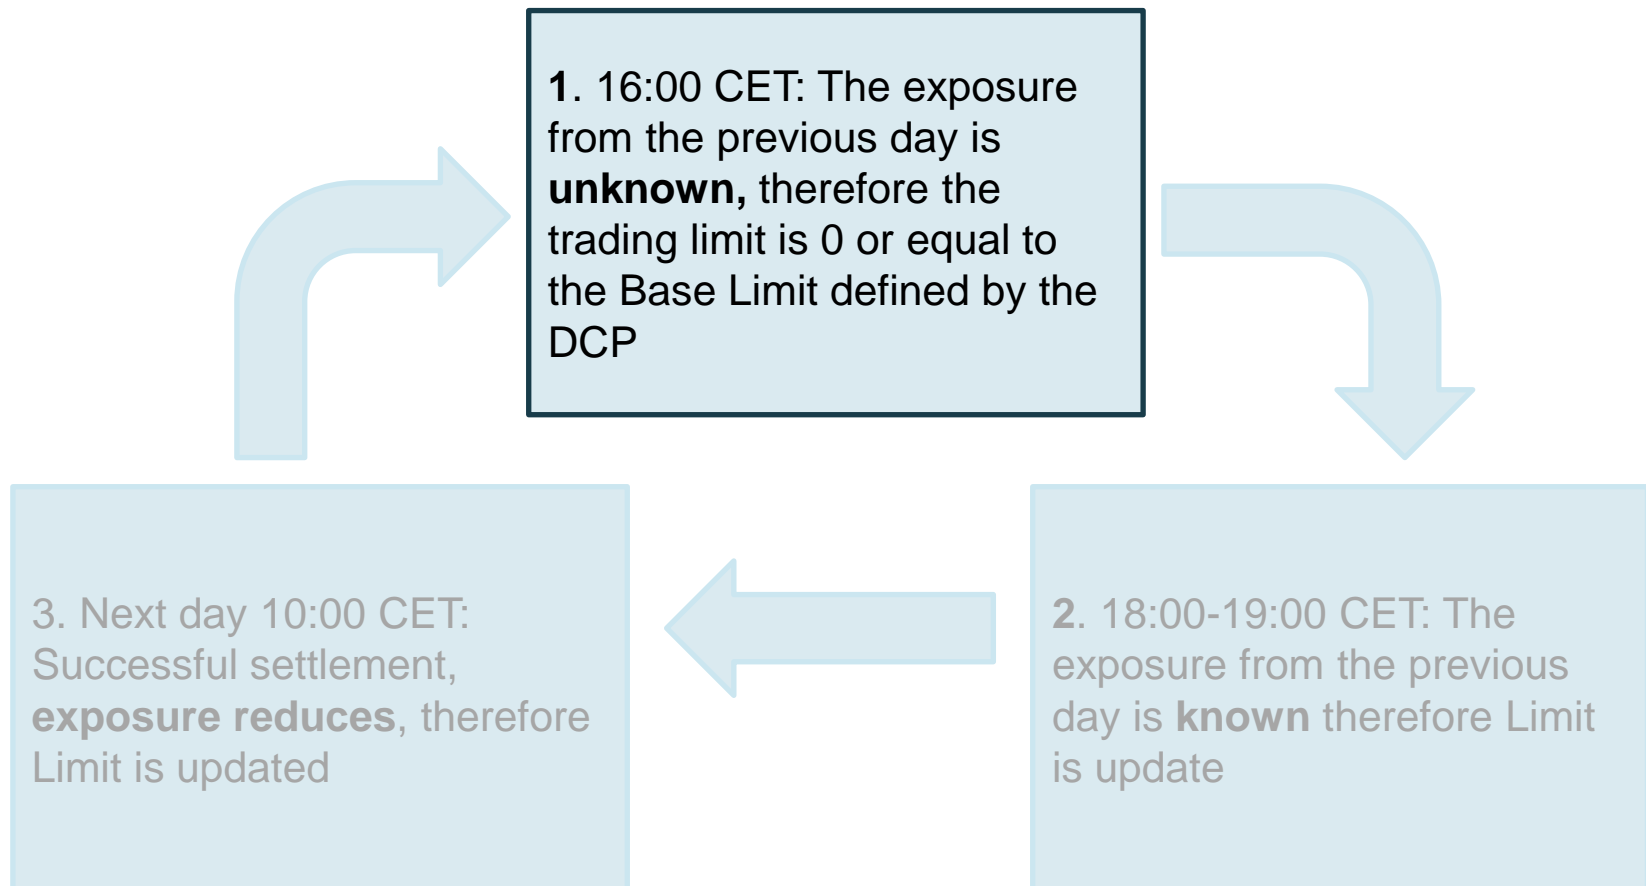 1. 16:00 CET: The exposure
from the previous day is
unknown, therefore the
trading limit is 0 or equal to
the Base Limit defined by the
DCP
2. 18:00-19:00 CET: The
exposure from the previous
day is known therefore Limit
is update
3. Next day 10:00 CET:
Successful settlement,
exposure reduces, therefore
Limit is updated